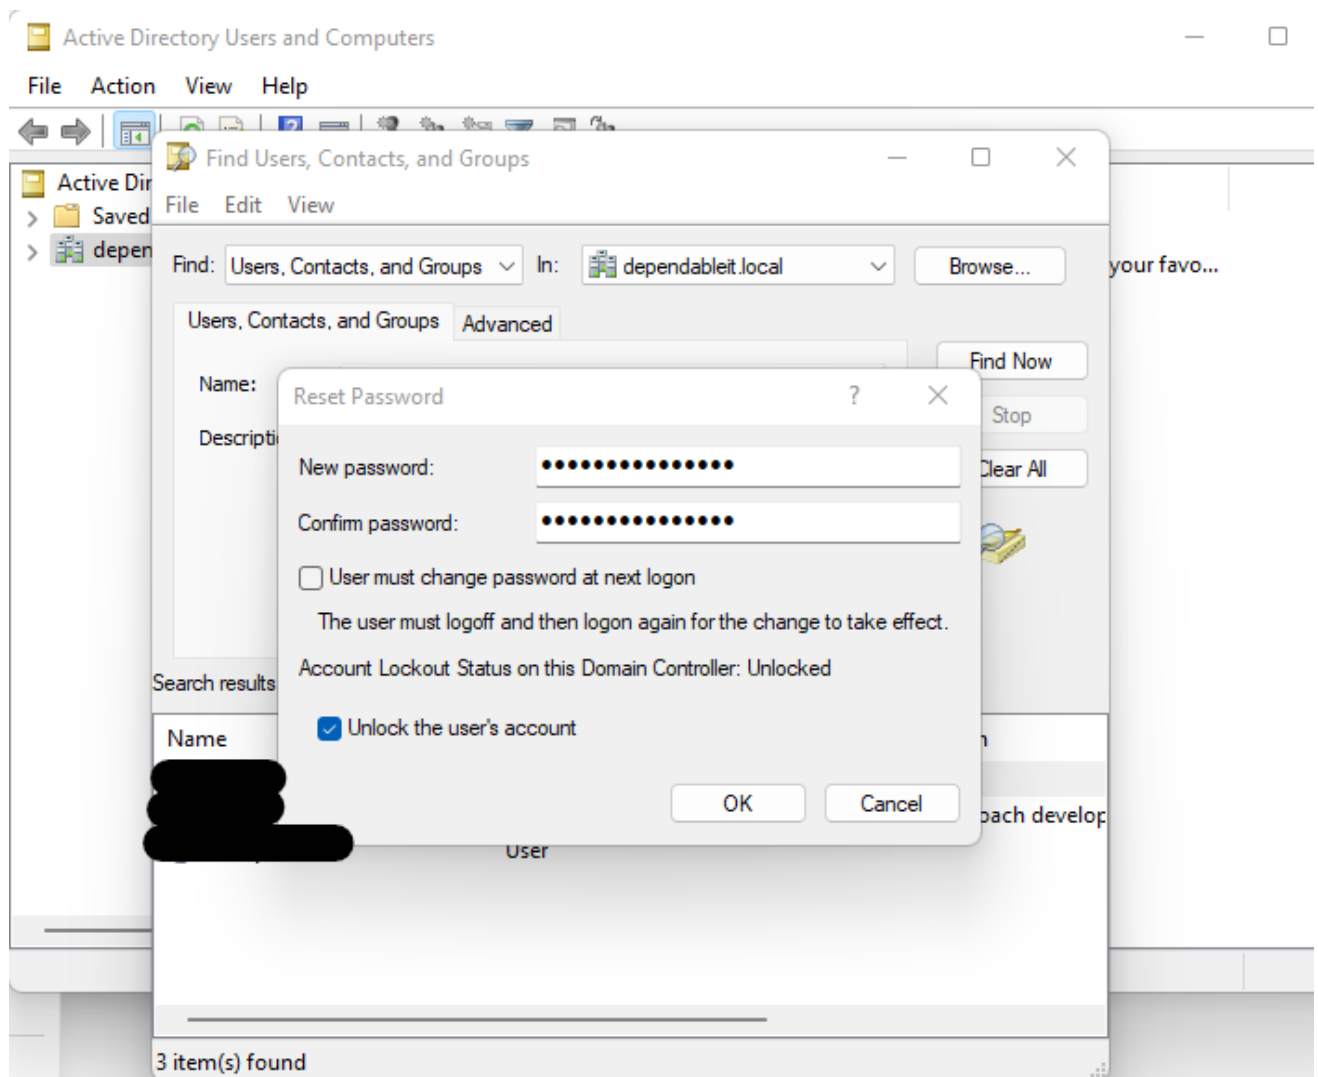 Active Directory Users and Computers
File Action View Help
Find Users, Contacts, and Groups
Active Dir
File Edit View
Saved
depen
Find: Users, Contacts, and Groups In: dependableit.local Browse...
your favo...
Users, Contacts, and Groups Advanced
Find Now
Name:
Reset Password ?
Stop
Descripti
New password: •••••••••••••••
Clear All
Confirm password: •••••••••••••••
User must change password at next logon
The user must logoff and then logon again for the change to take effect.
Account Lockout Status on this Domain Controller: Unlocked
Search results
Unlock the user's account
Name
OK Cancel
develop
User
3 item(s) found